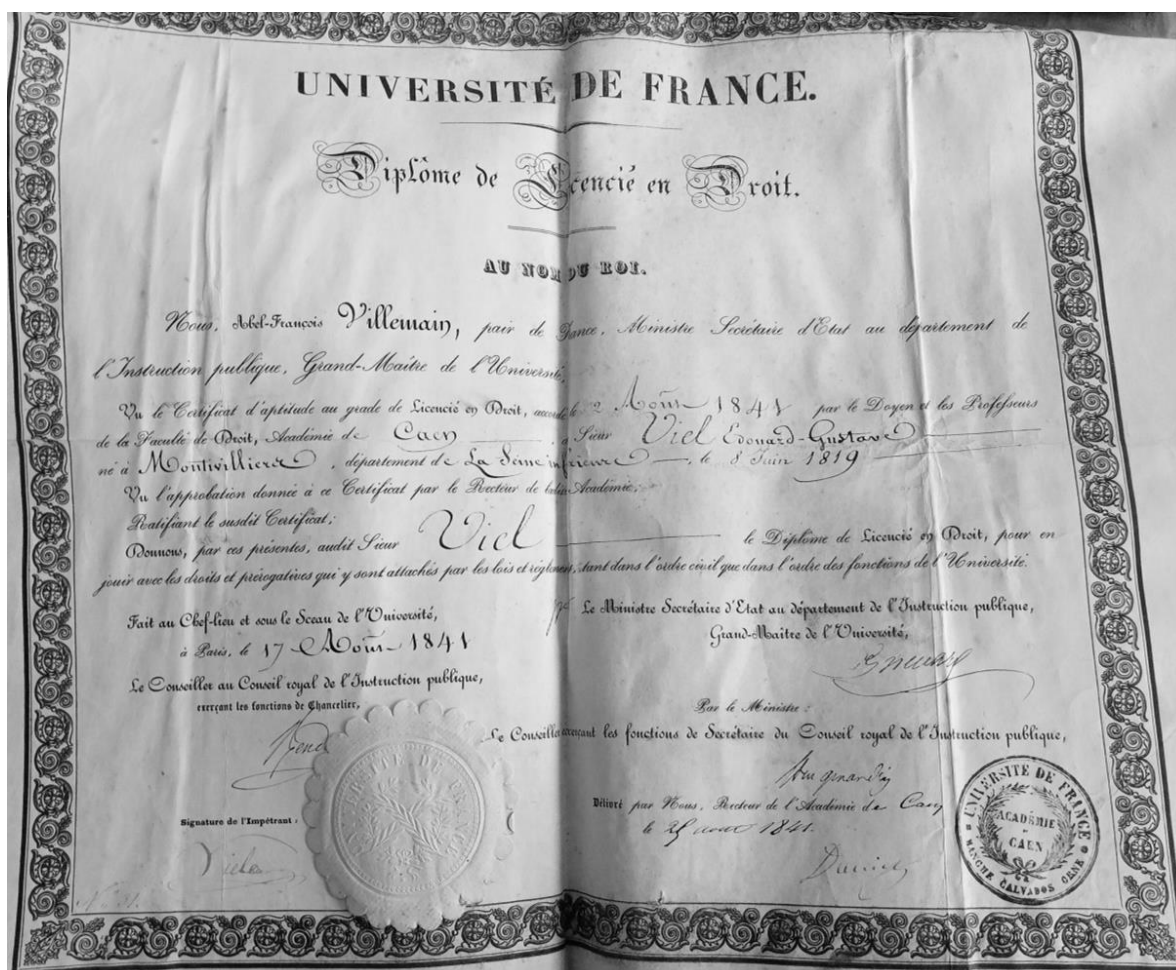 UNIVERSITÉ DE FRANCE.
Diplôme de Licencié en Droit.
AU NOM DU ROI.
Nous, Abel-François Villemain, pair de France, Ministre Secrétaire d'Etat au département de
l'Instruction publique, Grand-Maître de l'Université,
Vu le Certificat d'aptitude au grade de Licencié en Droit, accordé le 2 Août 1841 par le Doyen et les Professeurs
de la Faculté de Droit, Académie de Caen, a Sieur Viel Edouard-Gustave
né à Montivilliers, département de La Seine inférieure, le 8 Juin 1819
Vu l'approbation donnée à ce Certificat par le Recteur de ladite Académie;
Ratifiant le susdit Certificat;
Donnons, par ces présentes, audit Sieur Viel le Diplôme de Licencié en Droit, pour en
jouir avec les droits et prérogatives qui y sont attachés par les lois et règlement, tant dans l'ordre civil que dans l'ordre des fonctions de l'Université.
Fait au Chef-lieu et sous le Sceau de l'Université,
à Paris, le 17 Août 1841
Le Conseiller au Conseil royal de l'Instruction publique,
exerçant les fonctions de Chancelier,
Le Ministre Secrétaire d'Etat au département de l'Instruction publique,
Grand-Maître de l'Université,
Par le Ministre :
Le Conseiller exerçant les fonctions de Secrétaire du Conseil royal de l'Instruction publique,
Délivré par Nous, Recteur de l'Académie de Caen
le 25 août 1841.
Signature de l'Impétrant :
UNIVERSITÉ DE FRANCE
ACADÉMIE
DE
CAEN
MANCHE CALVADOS ORNE